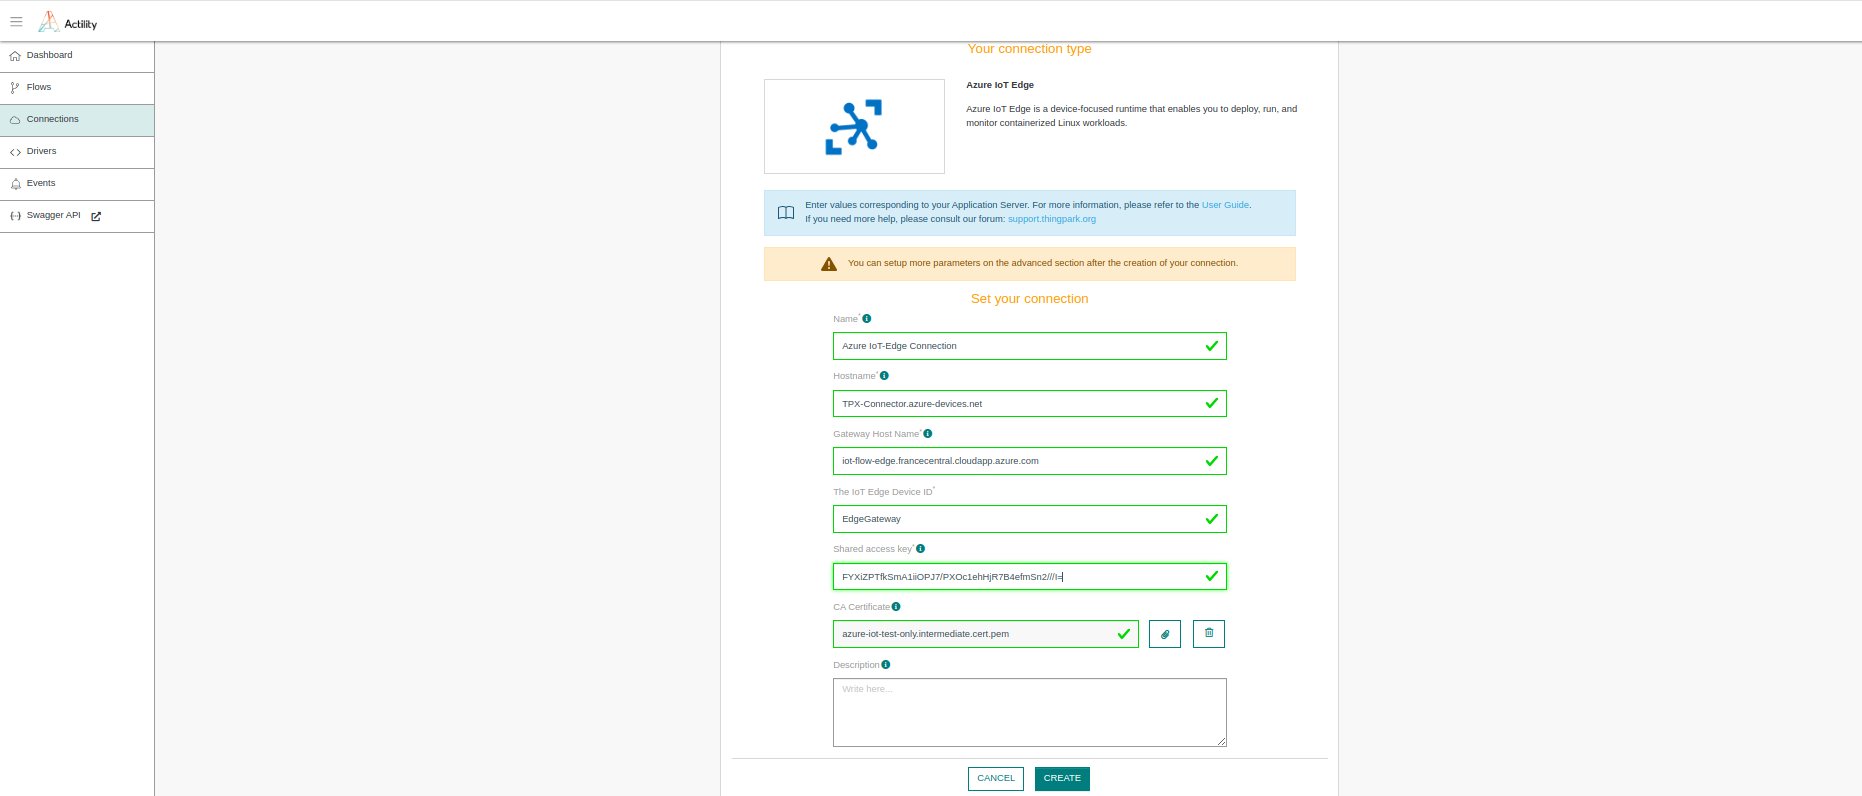 Actility
Dashboard
Flows
Connections
Drivers
Events
Swagger API
Your connection type
Azure IoT Edge
Azure IoT Edge is a device-focused runtime that enables you to deploy, run, and
monitor containerized Linux workloads.
Enter values corresponding to your Application Server. For more information, please refer to the User Guide.
If you need more help, please consult our forum: support.thingpark.org
You can setup more parameters on the advanced section after the creation of your connection.
Set your connection
Name*
Azure IoT-Edge Connection
Hostname*
TPX-Connector.azure-devices.net
Gateway Host Name*
iot-flow-edge.francecentral.cloudapp.azure.com
The IoT Edge Device ID*
EdgeGateway
Shared access key*
FYXiZPTfkSmA1iiOPJ7/PXOc1ehHjR7B4efmSn2///I=
CA Certificate
azure-iot-test-only.intermediate.cert.pem
Description
Write here...
CANCEL
CREATE